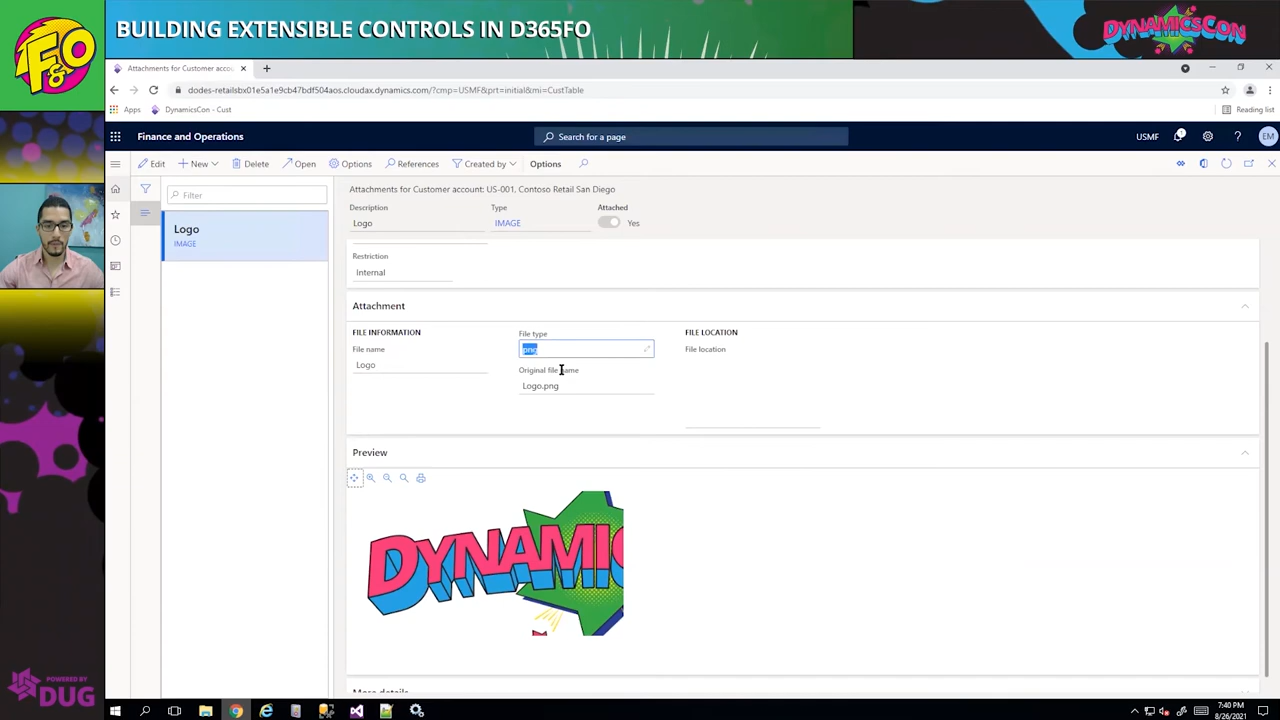 BUILDING EXTENSIBLE CONTROLS IN D365FO
F&O
DYNAMICSCON
Attachments for Customer accou
dodes-retailsbx01e5a1e9cb47bdf504aos.cloudax.dynamics.com/?cmp=USMF&prt=initial&mi=CustTable
Apps DynamicsCon - Cust Reading list
Finance and Operations Search for a page USMF 1 ? EM
Edit New Delete Open Options References Created by Options
Filter
Logo
IMAGE
Attachments for Customer account: US-001, Contoso Retail San Diego
Description Type Attached
Logo IMAGE Yes
Restriction
Internal
Attachment
FILE INFORMATION File type FILE LOCATION
File name png File location
Logo Original file name
Logo.png
Preview
DYNAMIC
More details
POWERED BY
DUG
7:40 PM
8/26/2021